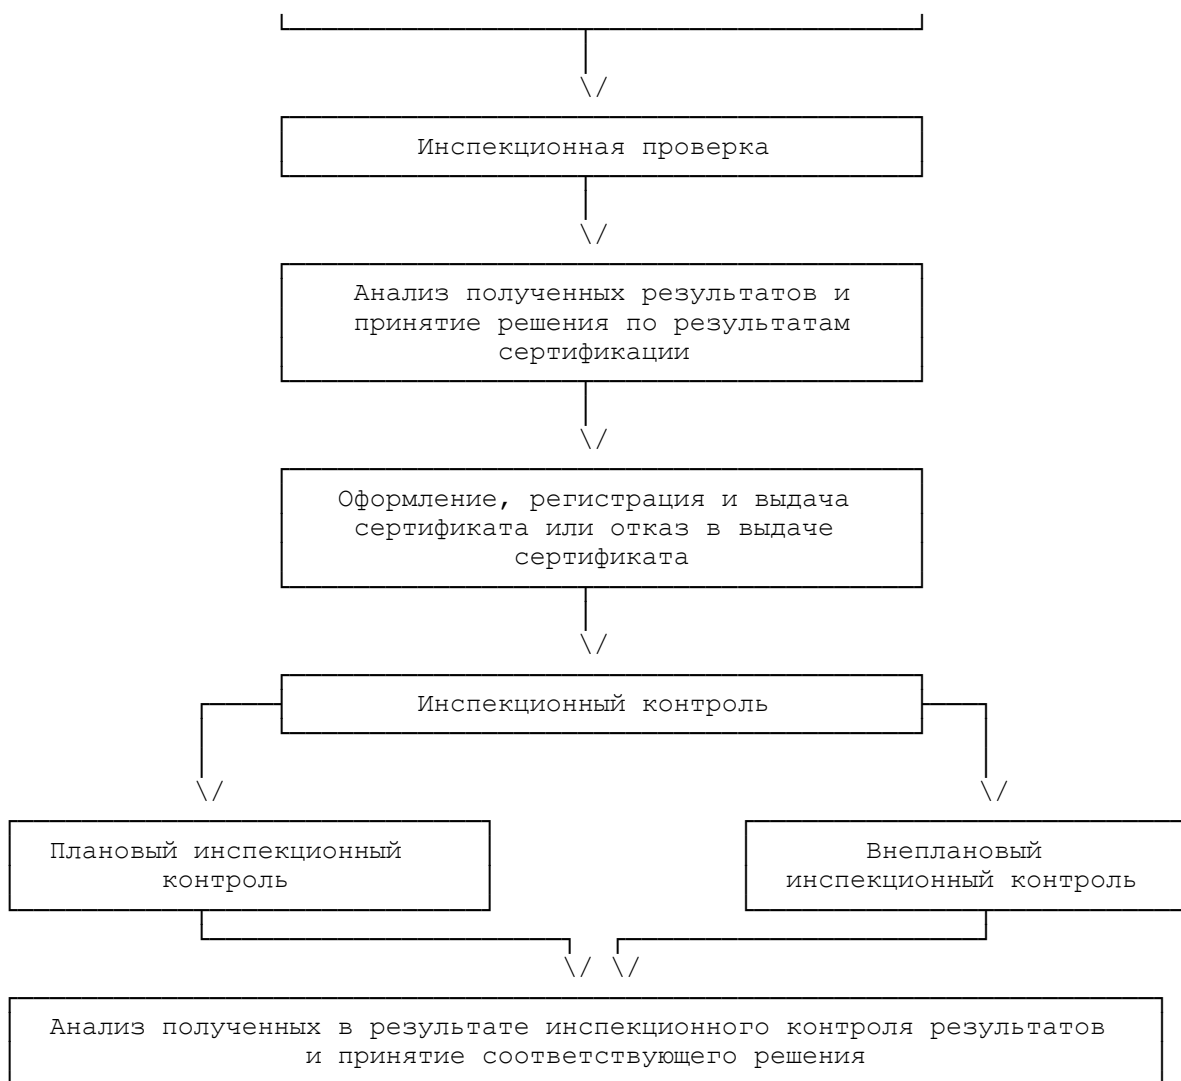 Инспекционная проверка
Анализ полученных результатов и
принятие решения по результатам
сертификации
Оформление, регистрация и выдача
сертификата или отказ в выдаче
сертификата
Инспекционный контроль
Плановый инспекционный
контроль
Внеплановый
инспекционный контроль
Анализ полученных в результате инспекционного контроля результатов
и принятие соответствующего решения